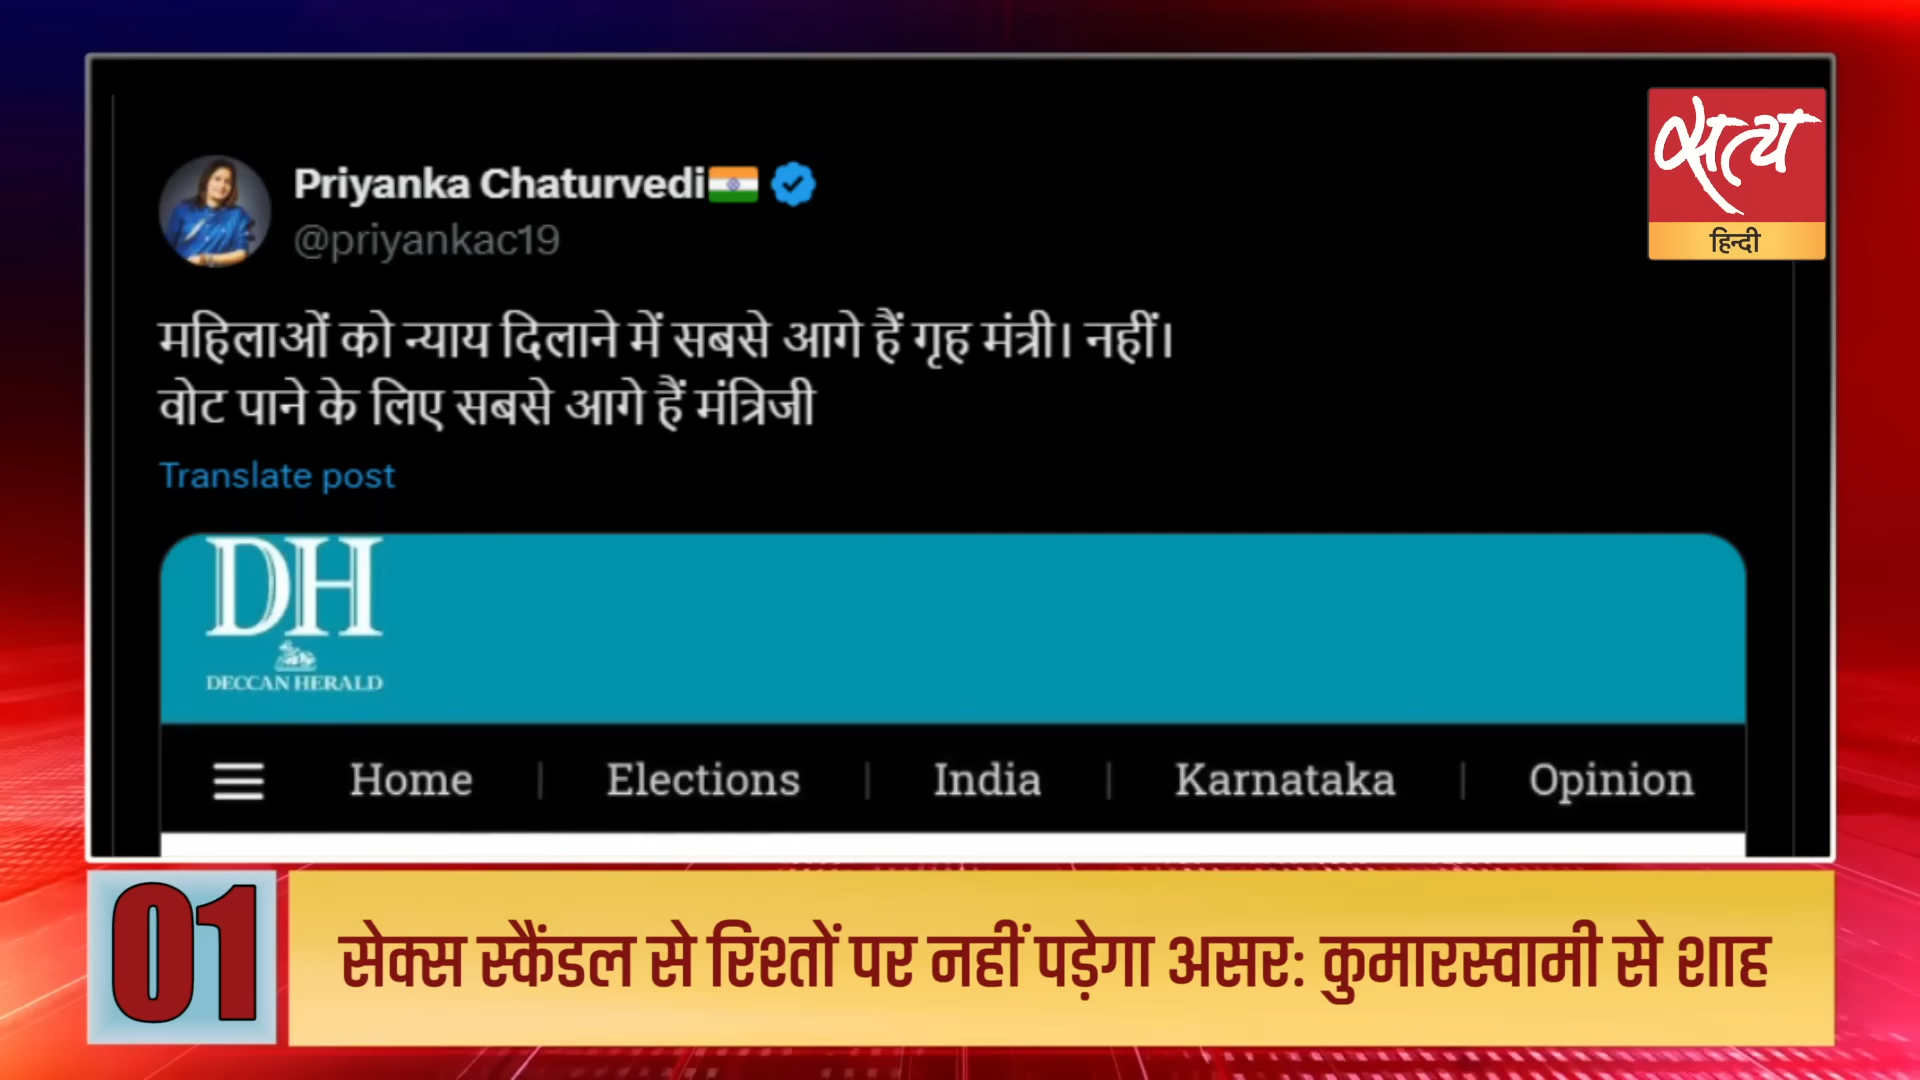 Priyanka Chaturvedi
@priyankac19
सत्य
हिन्दी
महिलाओं को न्याय दिलाने में सबसे आगे हैं गृह मंत्री। नहीं।
वोट पाने के लिए सबसे आगे हैं मंत्रिजी
Translate post
DH
DECCAN HERALD
Home | Elections | India | Karnataka | Opinion
01
सेक्स स्कैंडल से रिश्तों पर नहीं पड़ेगा असर: कुमारस्वामी से शाह